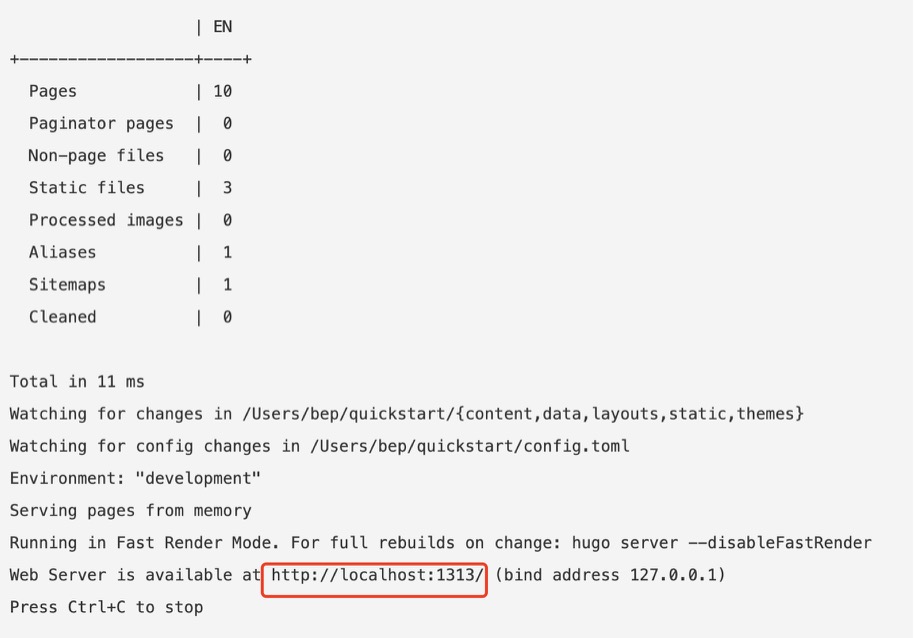 | EN
+------------------+----+
Pages | 10
Paginator pages | 0
Non-page files | 0
Static files | 3
Processed images | 0
Aliases | 1
Sitemaps | 1
Cleaned | 0
Total in 11 ms
Watching for changes in /Users/bep/quickstart/{content,data,layouts,static,themes}
Watching for config changes in /Users/bep/quickstart/config.toml
Environment: "development"
Serving pages from memory
Running in Fast Render Mode. For full rebuilds on change: hugo server --disableFastRender
Web Server is available at http://localhost:1313/ (bind address 127.0.0.1)
Press Ctrl+C to stop